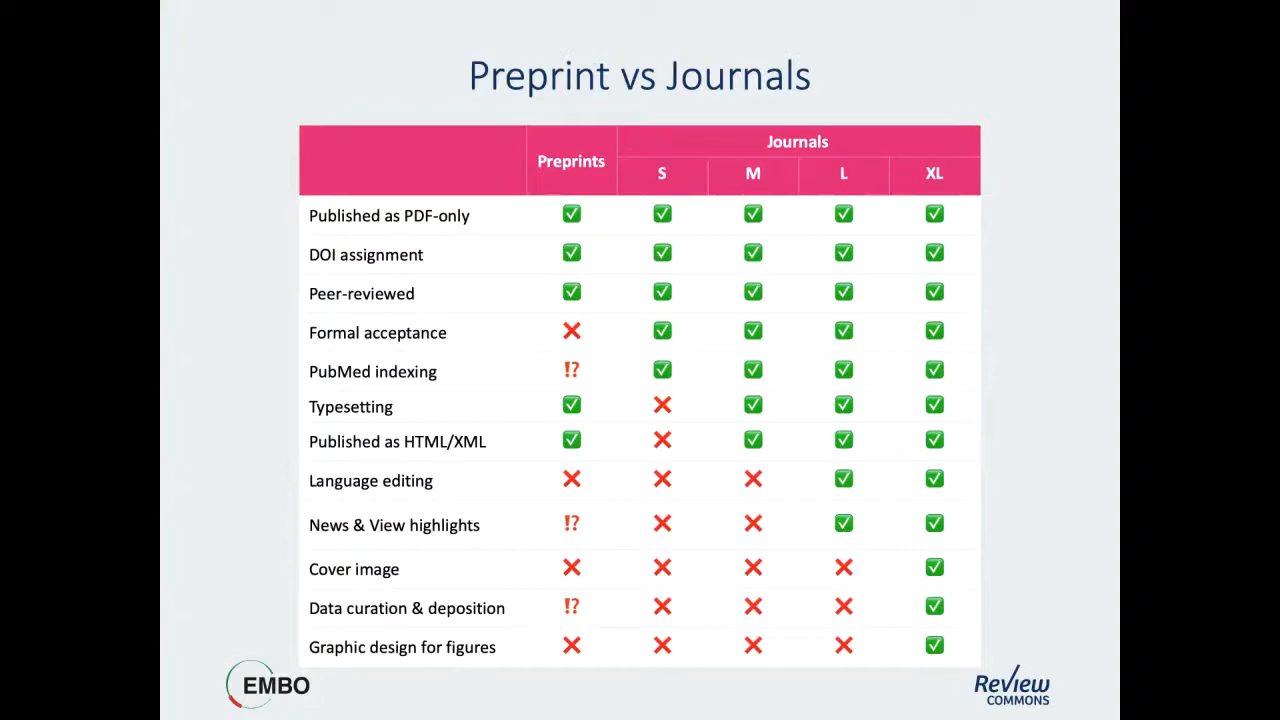 Preprint vs Journals
Preprints
Journals
S M L XL
Published as PDF-only ✅ ✅ ✅ ✅ ✅
DOI assignment ✅ ✅ ✅ ✅ ✅
Peer-reviewed ✅ ✅ ✅ ✅ ✅
Formal acceptance ❌ ✅ ✅ ✅ ✅
PubMed indexing ⁉ ✅ ✅ ✅ ✅
Typesetting ✅ ❌ ✅ ✅ ✅
Published as HTML/XML ✅ ❌ ✅ ✅ ✅
Language editing ❌ ❌ ❌ ✅ ✅
News & View highlights ⁉ ❌ ❌ ✅ ✅
Cover image ❌ ❌ ❌ ❌ ✅
Data curation & deposition ⁉ ❌ ❌ ❌ ✅
Graphic design for figures ❌ ❌ ❌ ❌ ✅
EMBO
Review
COMMONS